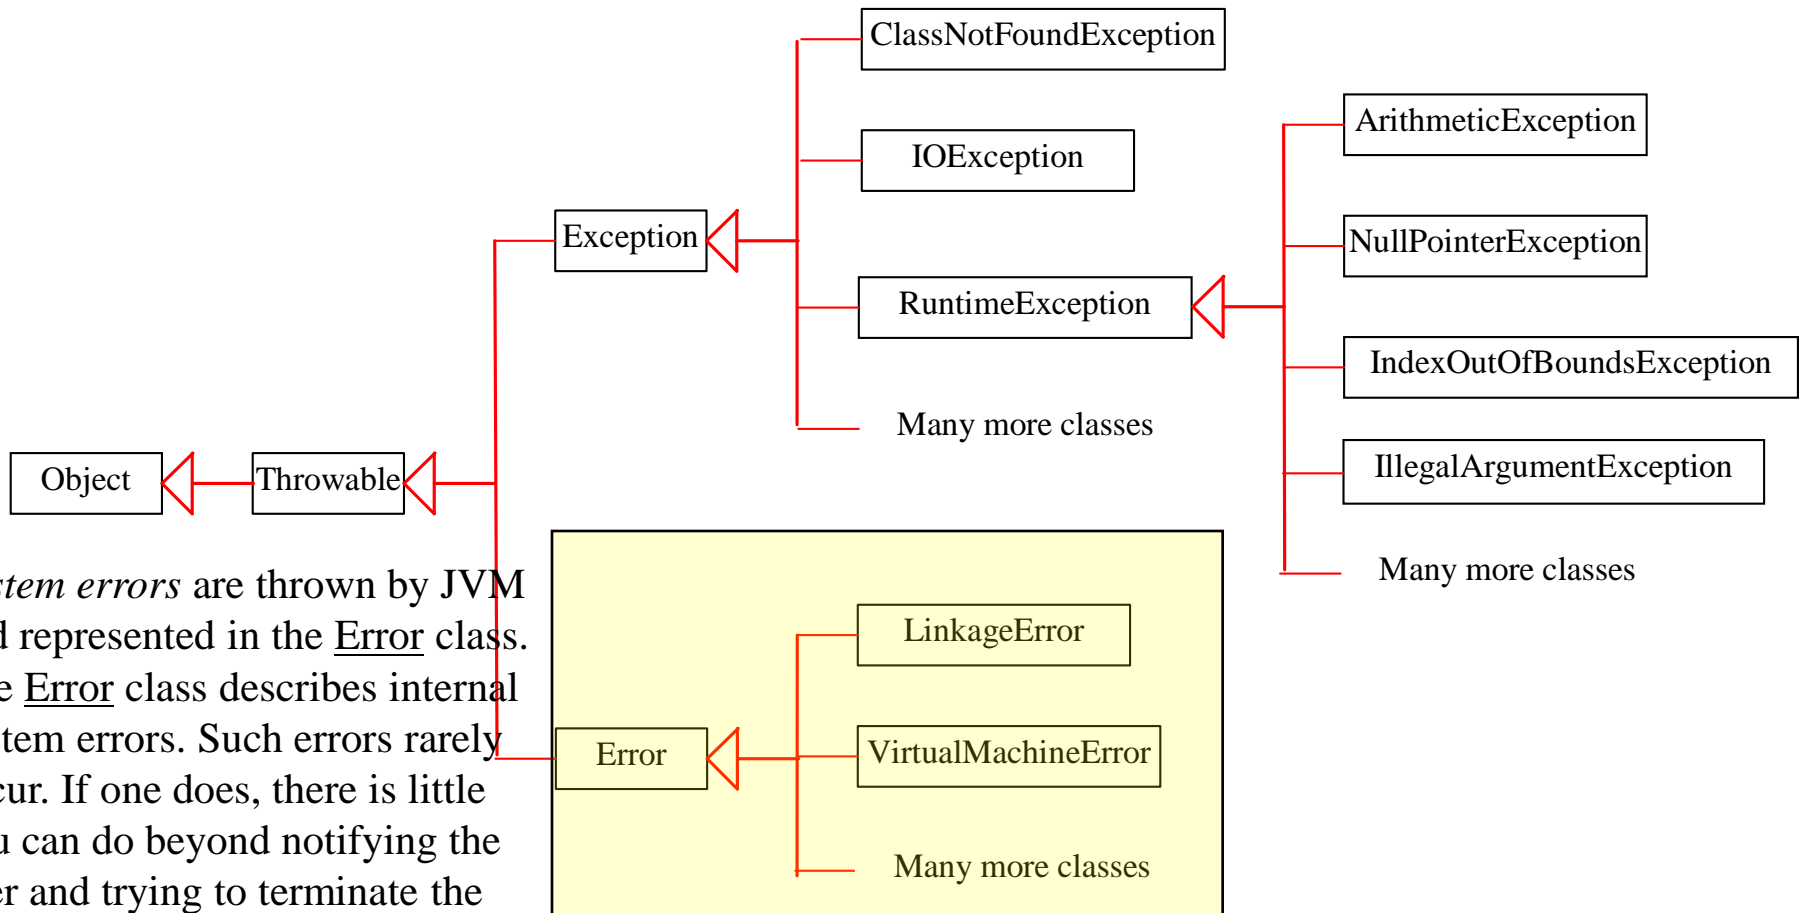 ClassNotFoundException
ArithmeticException
IOException
NullPointerException
Exception
RuntimeException
IndexOutOfBoundsException
Many more classes
IllegalArgumentException
Object
Throwable
Many more classes
are thrown by JVM
errors
represented in the Error class.
LinkageError
Error class describes internal
errors. Such errors rarely
Error
VirtualMachineError
If one does, there is little
can do beyond notifying the
Many more classes
and trying to terminate the